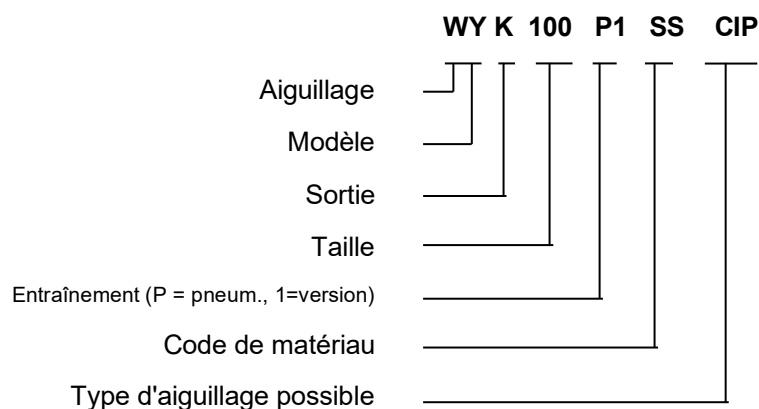 WY K 100 P1 SS CIP
Aiguillage
Modèle
Sortie
Taille
Entraînement (P = pneum., 1=version)
Code de matériau
Type d'aiguillage possible